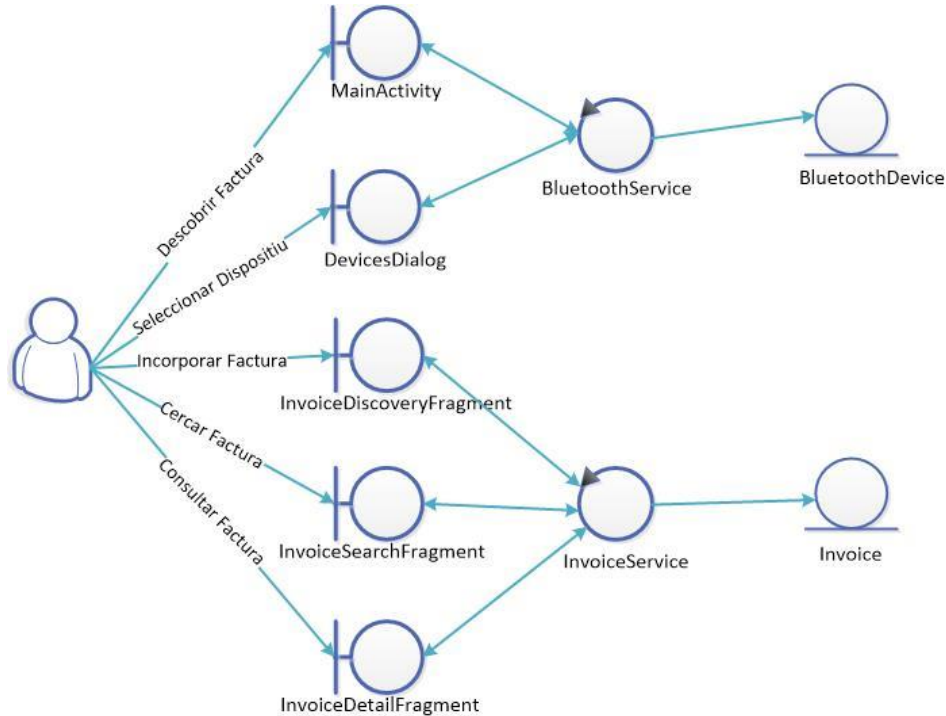 MainActivity
Descobrir Factura
BluetoothService
BluetoothDevice
DevicesDialog
Seleccionar Dispositiu
Incorporar Factura
InvoiceDiscoveryFragment
Cercar Factura
InvoiceSearchFragment
InvoiceService
Invoice
Consultar Factura
InvoiceDetailFragment